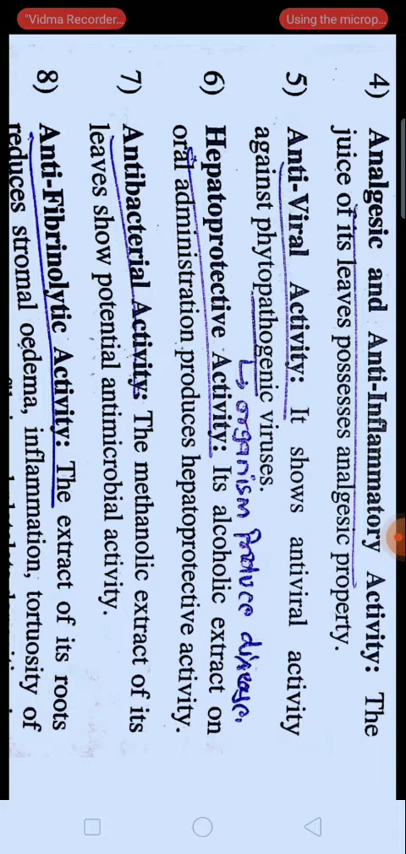 "Vidma Recorder...
Using the microp...
4) Analgesic and Anti-Inflammatory Activity: The
juice of its leaves possesses analgesic property.
5) Anti-Viral Activity: It shows antiviral activity
against phytopathogenic viruses.
↳ organism produce disease.
6) Hepatoprotective Activity: Its alcoholic extract on
oral administration produces hepatoprotective activity.
7) Antibacterial Activity: The methanolic extract of its
leaves show potential antimicrobial activity.
8) Anti-Fibrinolytic Activity: The extract of its roots
reduces stromal oedema, inflammation, tortuosity of